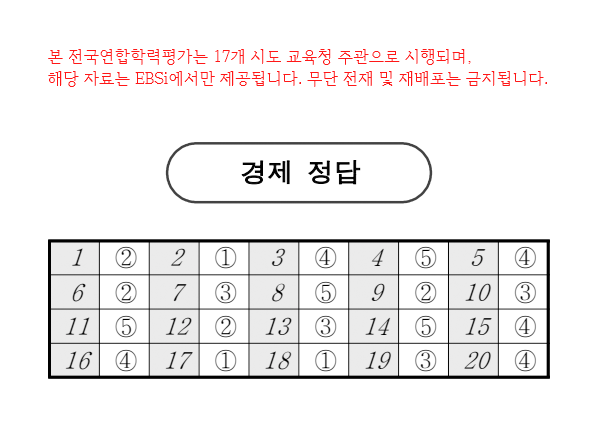 본 전국연합학력평가는 17개 시도 교육청 주관으로 시행되며,
해당 자료는 EBSi에서만 제공됩니다. 무단 전재 및 재배포는 금지됩니다.
경제 정답
1 ② 2 ① 3 ④ 4 ⑤ 5 ④
6 ② 7 ③ 8 ⑤ 9 ② 10 ③
11 ⑤ 12 ② 13 ③ 14 ⑤ 15 ④
16 ④ 17 ① 18 ① 19 ③ 20 ④